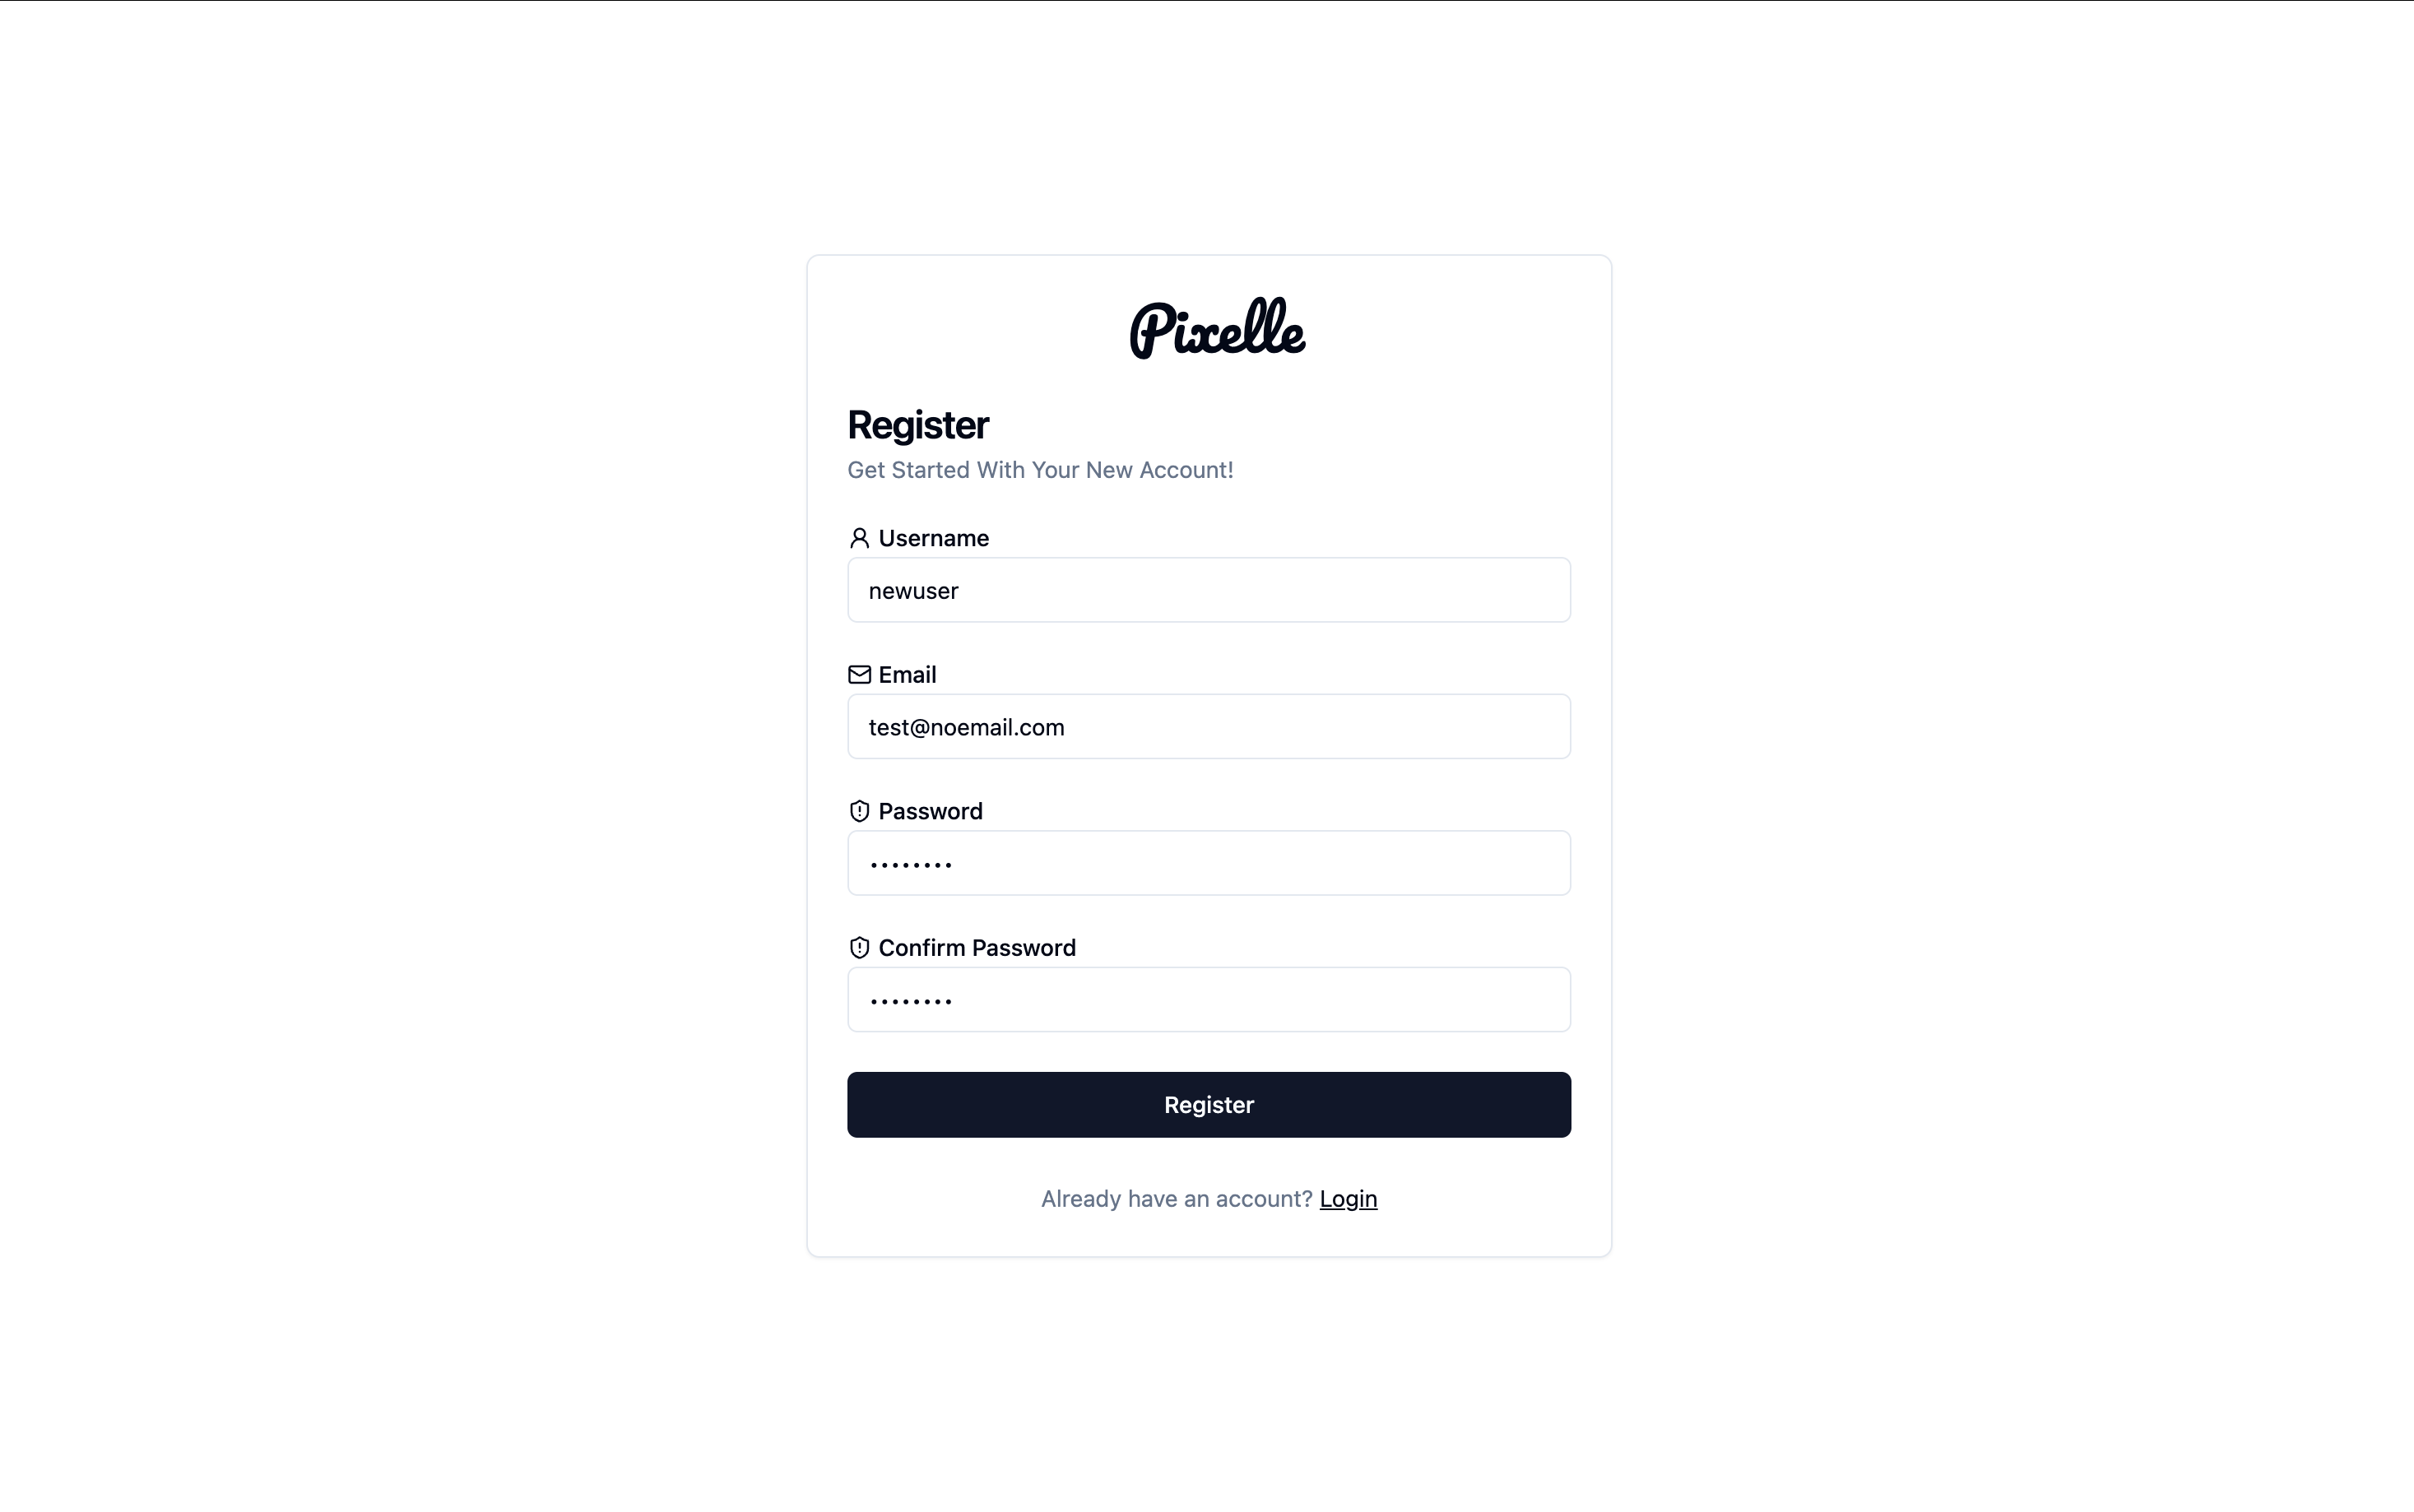 Pixelle
Register
Get Started With Your New Account!
Username
newuser
Email
test@noemail.com
Password
••••••••
Confirm Password
••••••••
Register
Already have an account? Login